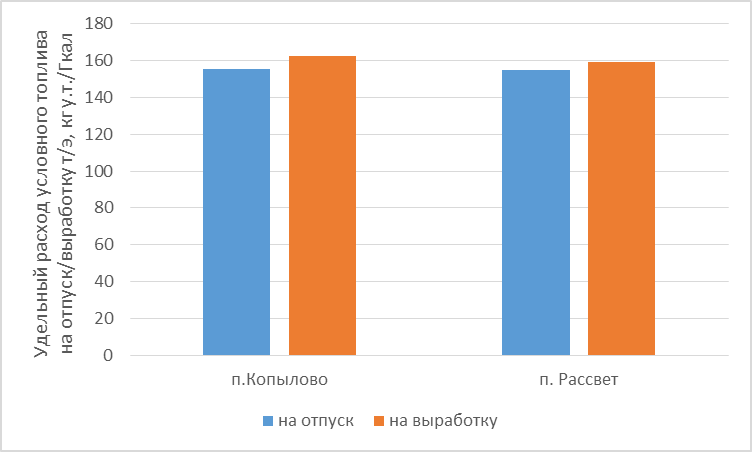 Удельный расход условного топлива
на отпуск/выработку т/э, кг у.т./Гкал
180
160
140
120
100
80
60
40
20
0
п.Копылово
п. Рассвет
на отпуск
на выработку